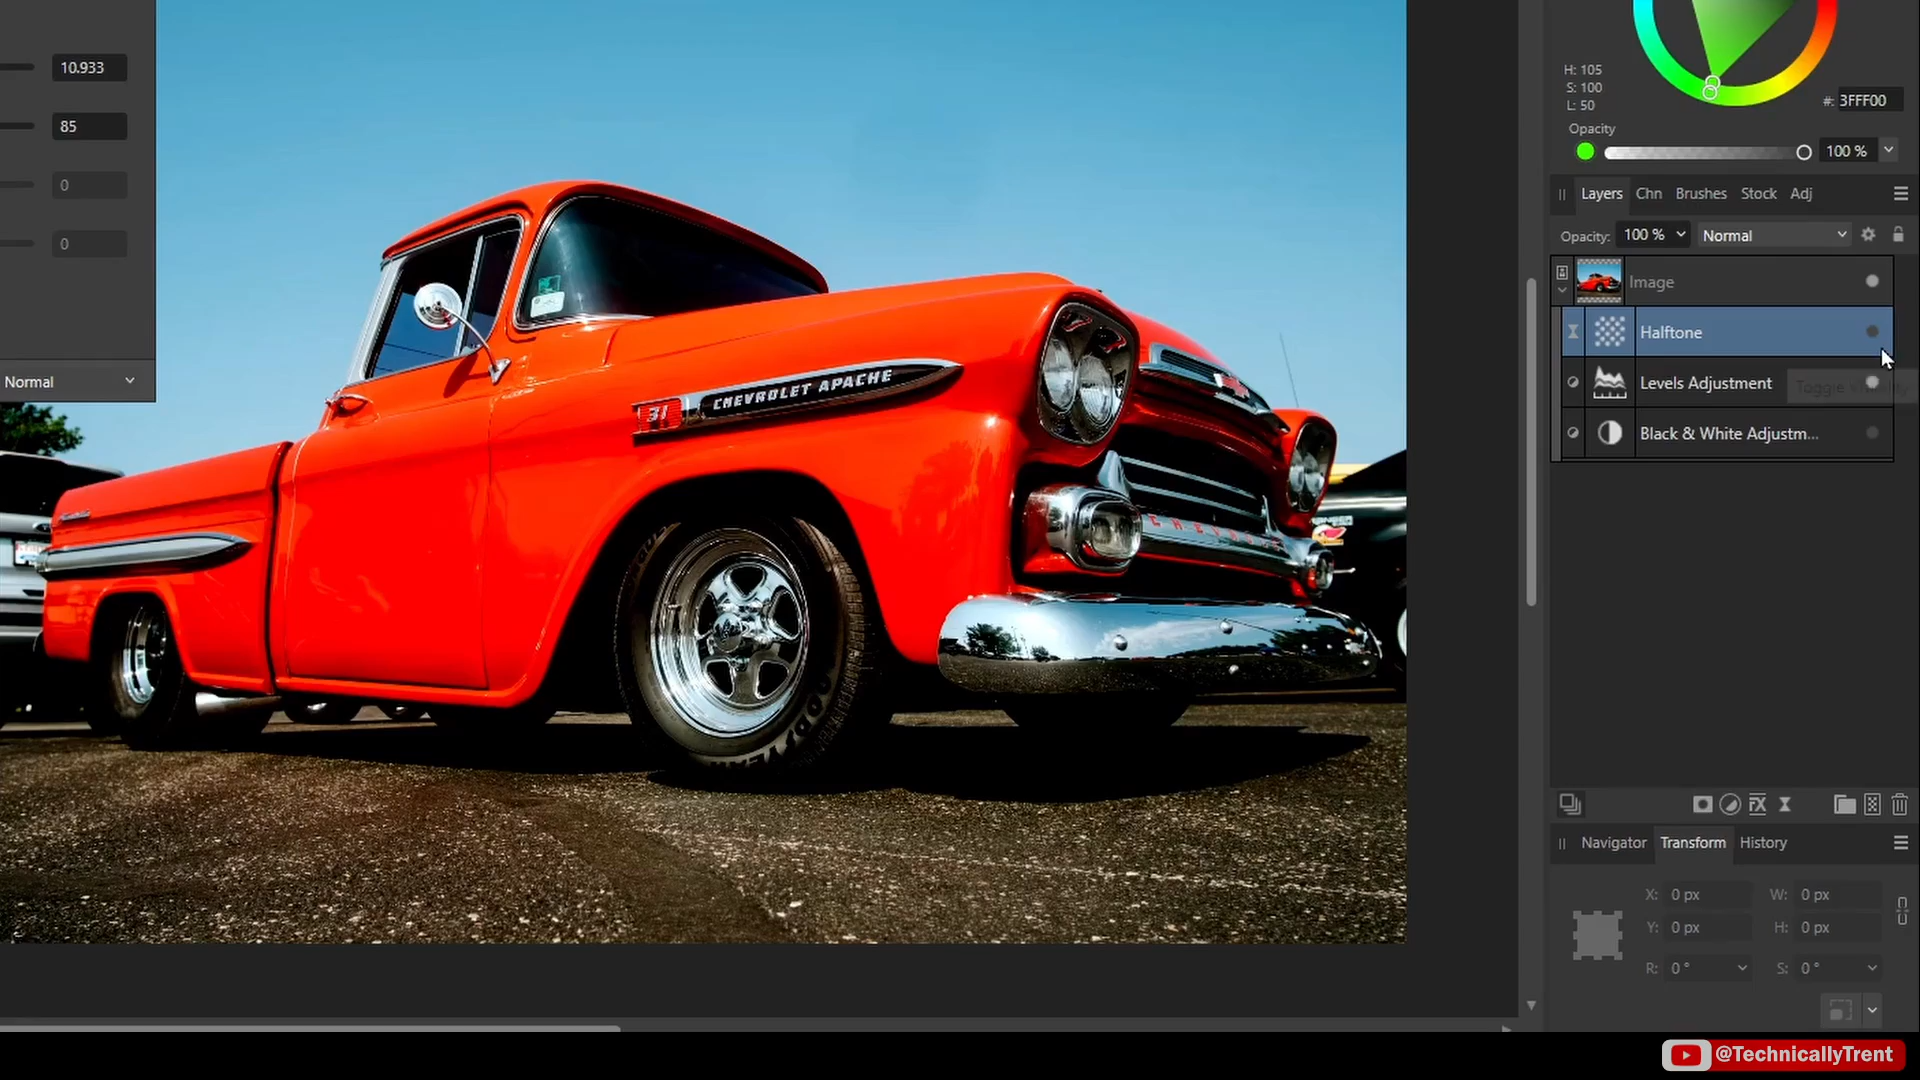 10.933
85
0
0
Normal
31 CHEVROLET APACHE
CHEVROLET
H: 105
S: 100
L: 50
#: 3FFF00
Opacity
100 %
Layers Chn Brushes Stock Adj
Opacity: 100 % Normal
Image
Halftone
Levels Adjustment
Black & White Adjustm...
Navigator Transform History
X: 0 px W: 0 px
Y: 0 px H: 0 px
R: 0 ° S: 0 °
@TechnicallyTrent